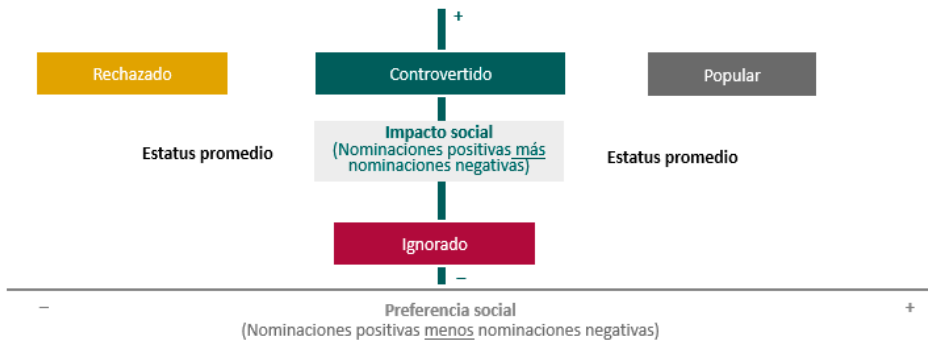 +
Rechazado
Controvertido
Popular
Impacto social
(Nominaciones positivas más
nominaciones negativas)
Estatus promedio
Estatus promedio
Ignorado
–
–
+
Preferencia social
(Nominaciones positivas menos nominaciones negativas)